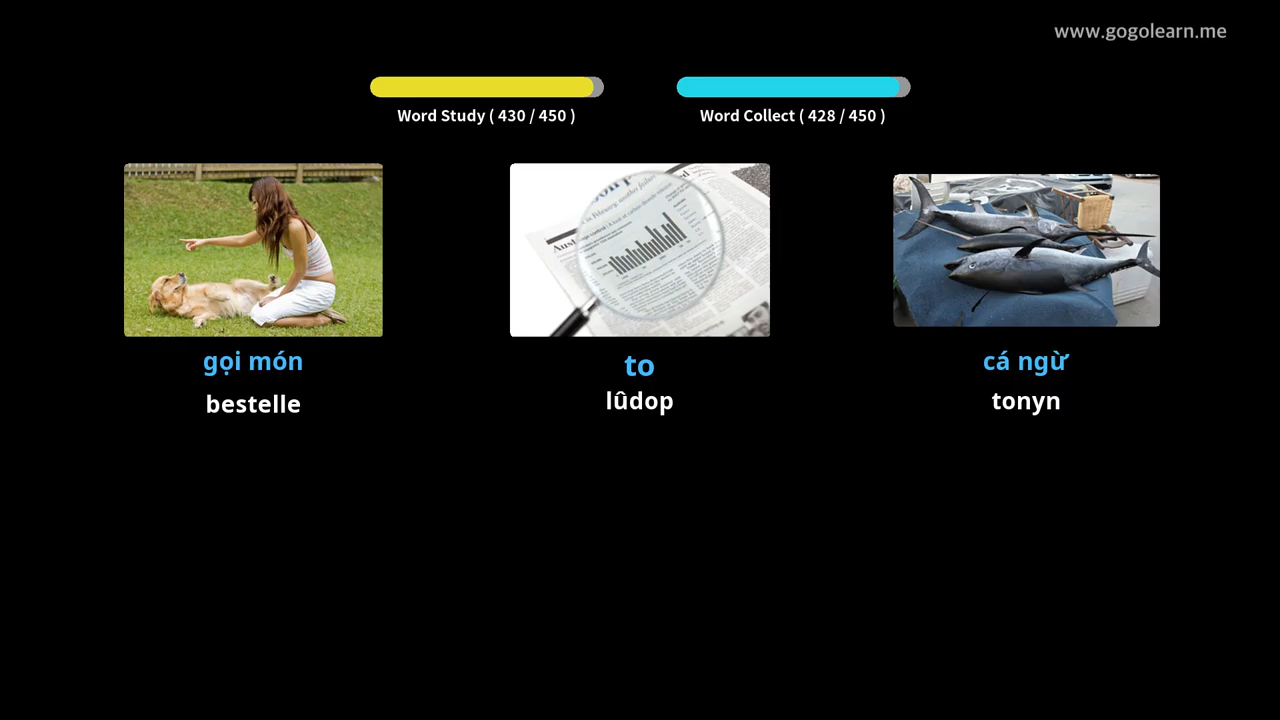 www.gogolearn.me
Word Study ( 430 / 450 )
Word Collect ( 428 / 450 )
gọi món
bestelle
to
lûdop
cá ngừ
tonyn